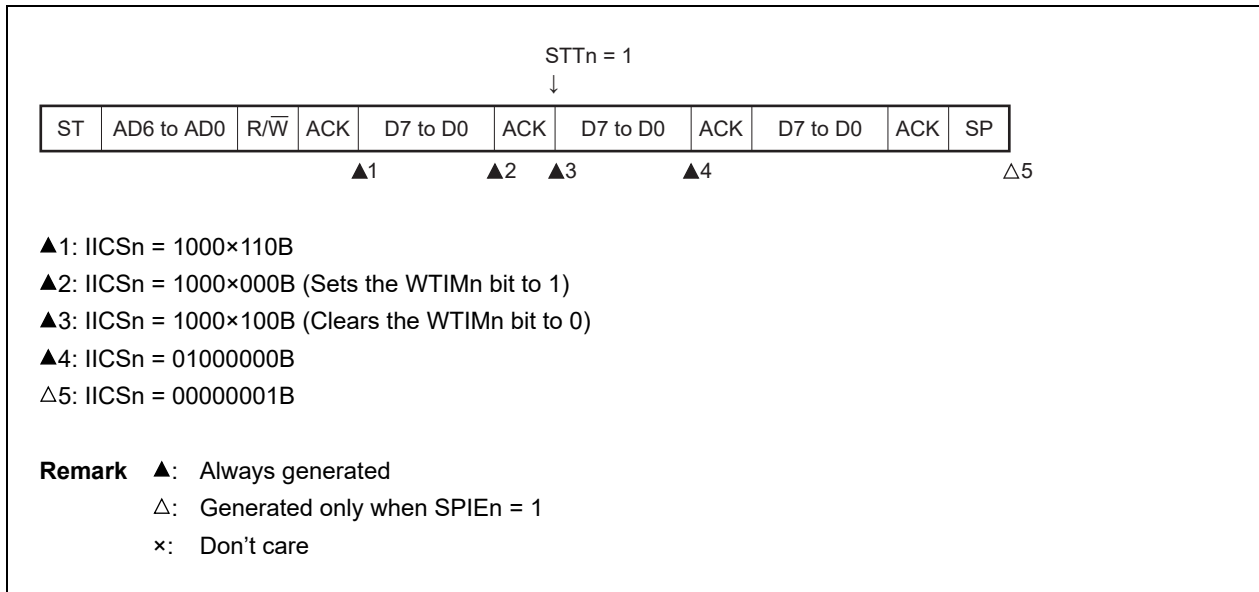 STTn = 1
↓
ST AD6 to AD0 R/W̅ ACK D7 to D0 ACK D7 to D0 ACK D7 to D0 ACK SP
▲1 ▲2 ▲3 ▲4 △5
▲1: IICSn = 1000×110B
▲2: IICSn = 1000×000B (Sets the WTIMn bit to 1)
▲3: IICSn = 1000×100B (Clears the WTIMn bit to 0)
▲4: IICSn = 01000000B
△5: IICSn = 00000001B
Remark ▲: Always generated
△: Generated only when SPIEn = 1
×: Don't care